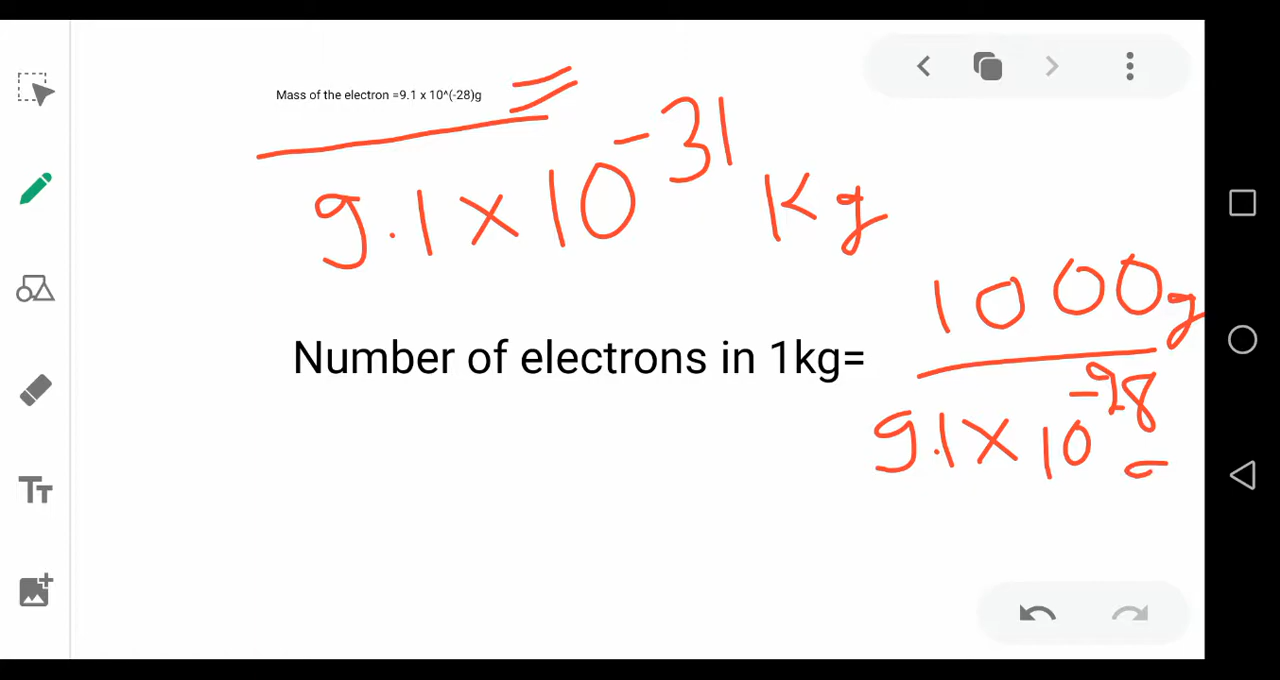 Mass of the electron =9.1 x 10^(-28)g
9.1 x 10^-31 Kg
Number of electrons in 1kg=
1000g
9.1 x 10^-28
Tт